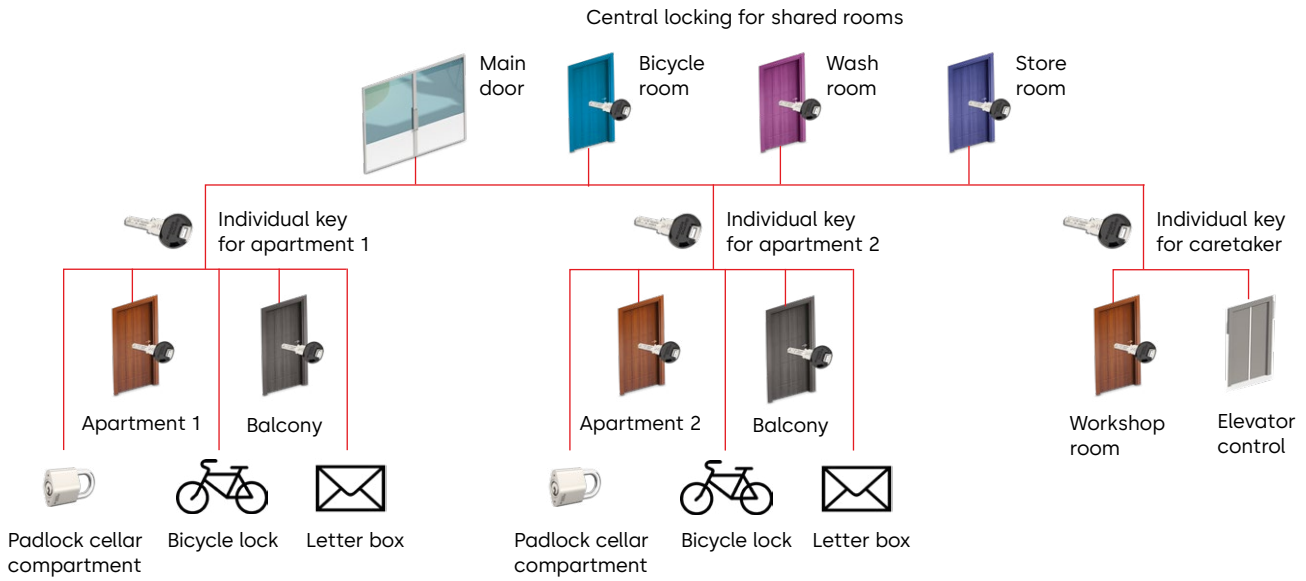 Central locking for shared rooms
Main
door
Bicycle
room
Wash
room
Store
room
Individual key
for apartment 1
Individual key
for apartment 2
Individual key
for caretaker
Apartment 1
Balcony
Apartment 2
Balcony
Workshop
room
Elevator
control
Padlock cellar
compartment
Bicycle lock
Letter box
Padlock cellar
compartment
Bicycle lock
Letter box